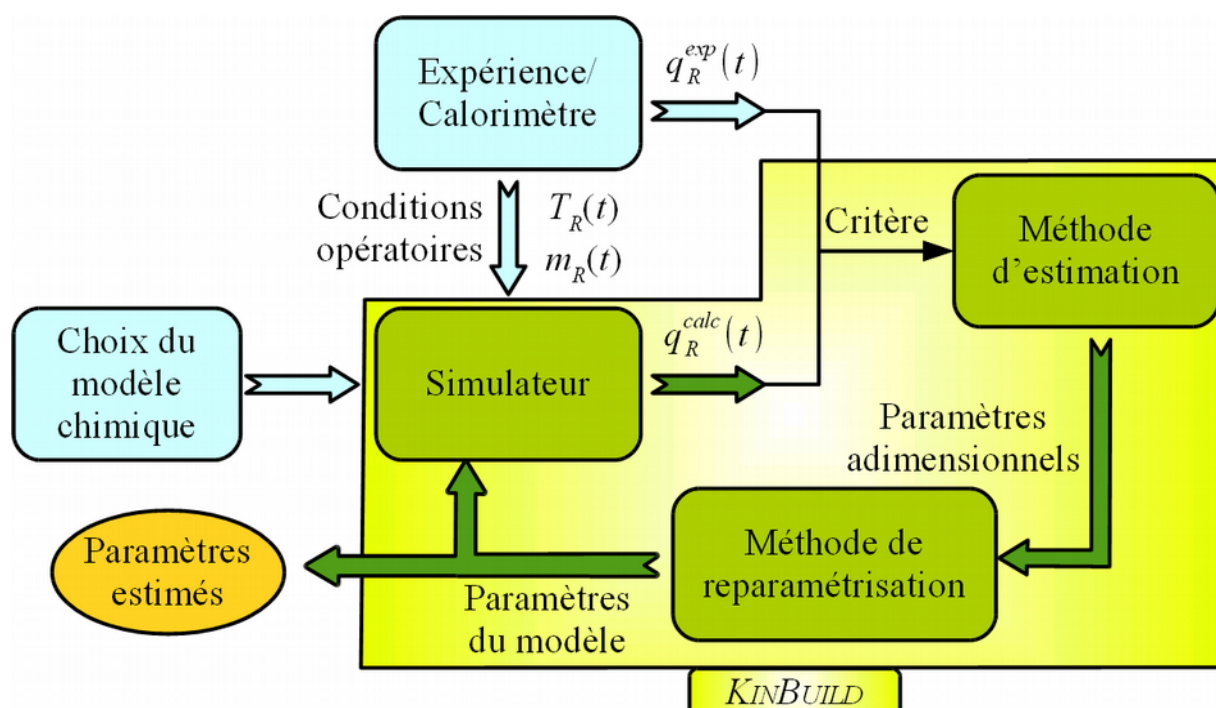 Expérience/
Calorimètre
q_R^{exp}(t)
Conditions
opératoires
T_R(t)
m_R(t)
Critère
Méthode
d’estimation
Choix du
modèle
chimique
Simulateur
q_R^{calc}(t)
Paramètres
adimensionnels
Paramètres
estimés
Méthode de
reparamétrisation
Paramètres
du modèle
KINBUILD